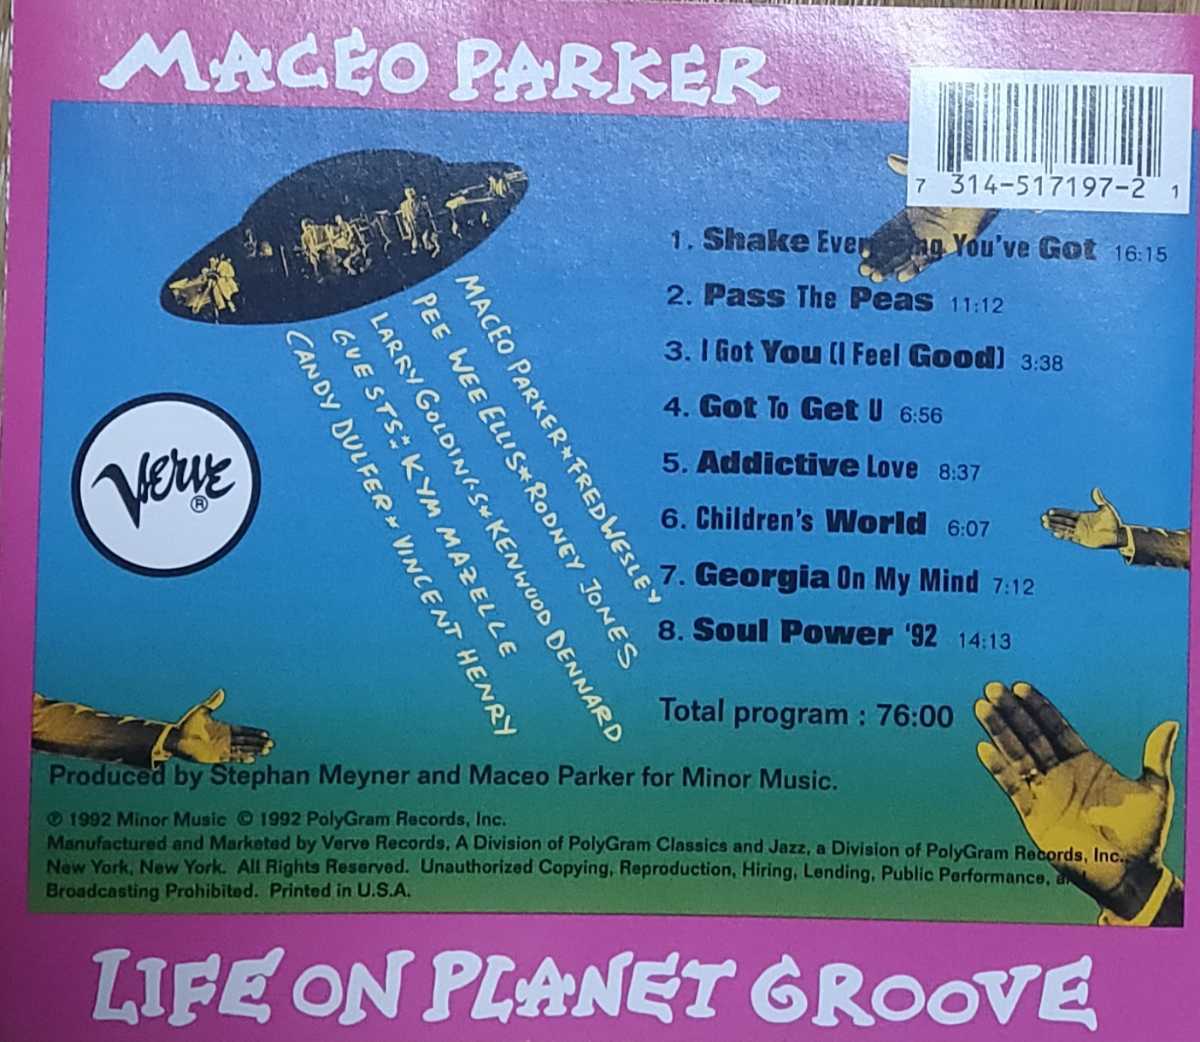 MACEO PARKER
7 314-517197-2 1
MACEO PARKER★FRED WESLEY
PEE WEE ELLIS★RODNEY JONES
LARRY GOLDINGS★KENWOOD DENNARD
GUESTS: KYM MAZELLE
CANDY DULFER★VINCENT HENRY
VERVE ®
1. Shake Everything You've Got 16:15
2. Pass The Peas 11:12
3. I Got You (I Feel Good) 3:38
4. Got To Get U 6:56
5. Addictive Love 8:37
6. Children's World 6:07
7. Georgia On My Mind 7:12
8. Soul Power '92 14:13
Total program : 76:00
Produced by Stephan Meyner and Maceo Parker for Minor Music.
℗ 1992 Minor Music © 1992 PolyGram Records, Inc.
Manufactured and Marketed by Verve Records, A Division of PolyGram Classics and Jazz, a Division of PolyGram Records, Inc.,
New York, New York. All Rights Reserved. Unauthorized Copying, Reproduction, Hiring, Lending, Public Performance, and
Broadcasting Prohibited. Printed in U.S.A.
LIFE ON PLANET GROOVE